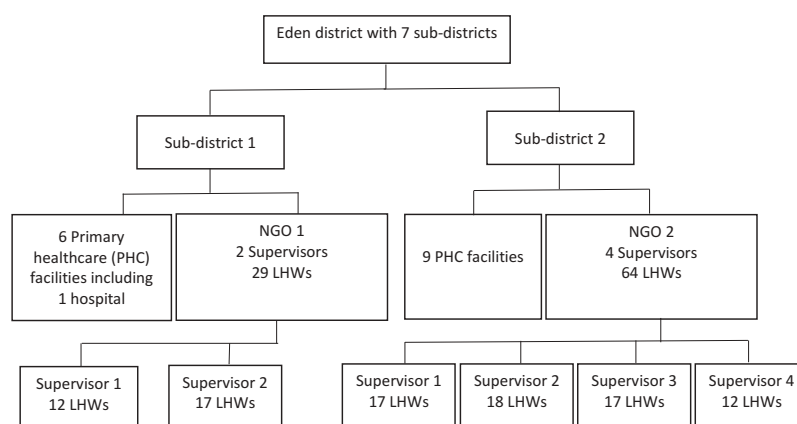 Eden district with 7 sub-districts
Sub-district 1
Sub-district 2
6 Primary
healthcare (PHC)
facilities including
1 hospital
NGO 1
2 Supervisors
29 LHWs
9 PHC facilities
NGO 2
4 Supervisors
64 LHWs
Supervisor 1
12 LHWs
Supervisor 2
17 LHWs
Supervisor 1
17 LHWs
Supervisor 2
18 LHWs
Supervisor 3
17 LHWs
Supervisor 4
12 LHWs